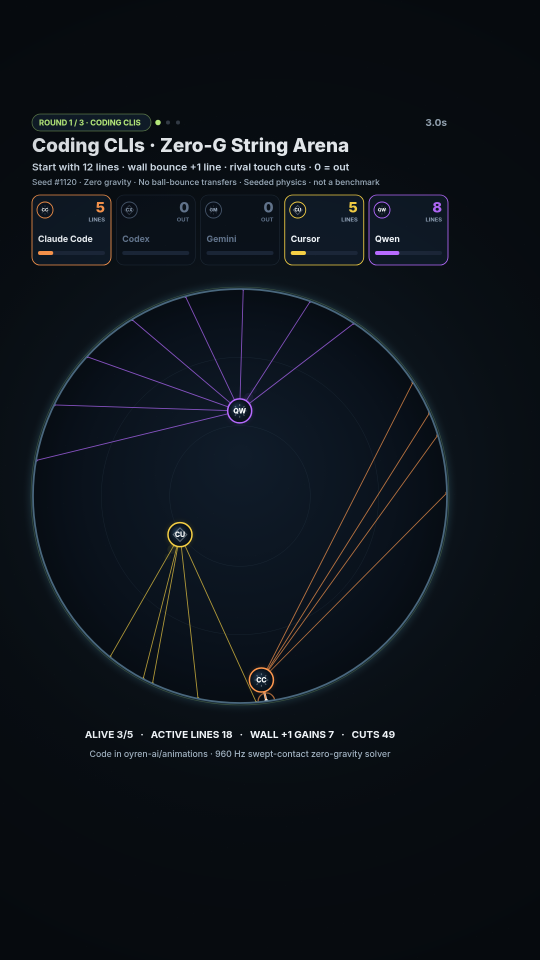 ROUND 1 / 3 · CODING CLIS
3.0s
Coding CLIs · Zero-G String Arena
Start with 12 lines · wall bounce +1 line · rival touch cuts · 0 = out
Seed #1120 · Zero gravity · No ball-bounce transfers · Seeded physics · not a benchmark
CC 5 LINES Claude Code
CX 0 OUT Codex
GM 0 OUT Gemini
CU 5 LINES Cursor
QW 8 LINES Qwen
QW
CU
CC
ALIVE 3/5 · ACTIVE LINES 18 · WALL +1 GAINS 7 · CUTS 49
Code in oyren-ai/animations · 960 Hz swept-contact zero-gravity solver